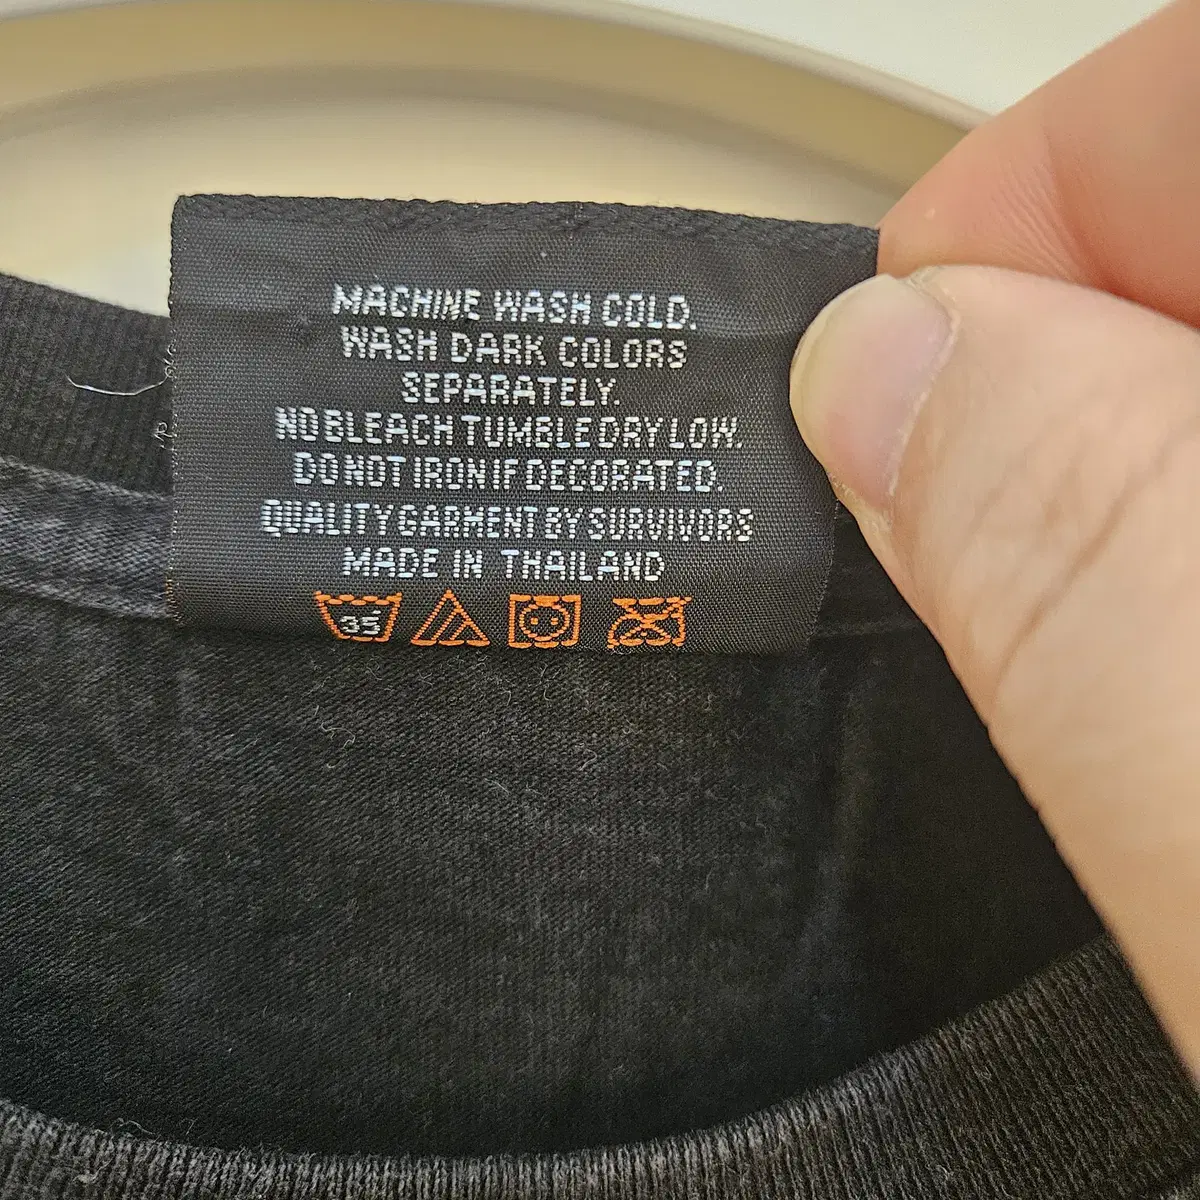 MACHINE WASH COLD.
WASH DARK COLORS
SEPARATELY.
NO BLEACH TUMBLE DRY LOW.
DO NOT IRON IF DECORATED.
QUALITY GARMENT BY SURVIVORS
MADE IN THAILAND
35°